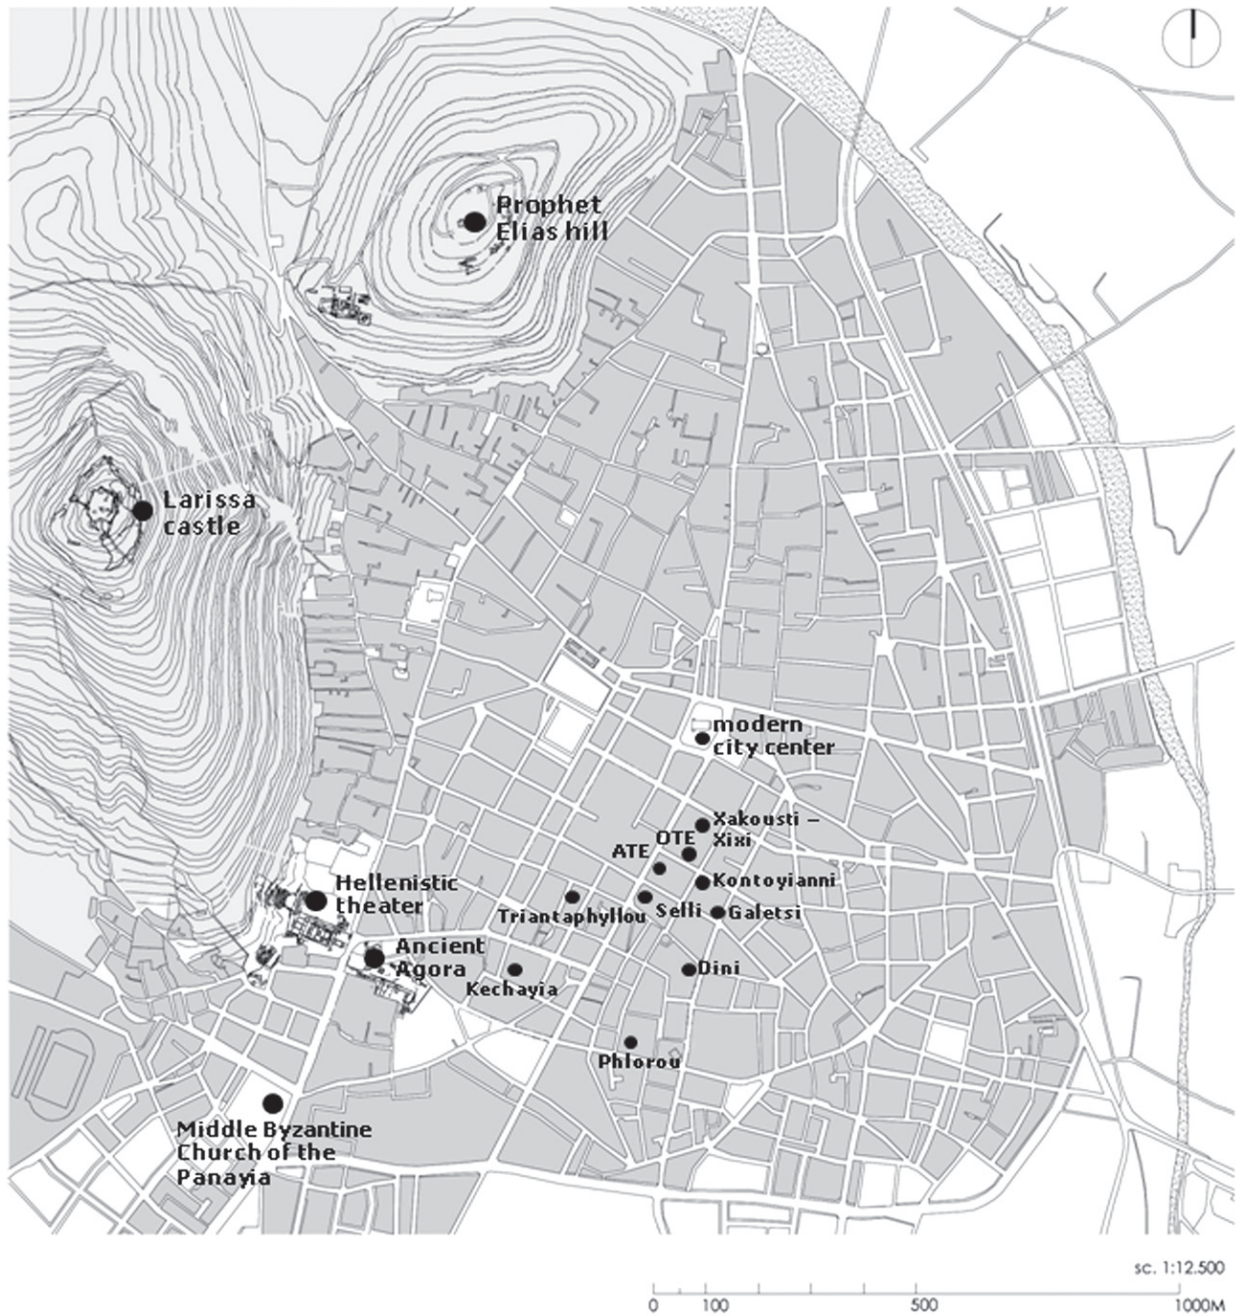 Prophet
Elias hill
Larissa
castle
modern
city center
Xakousti –
Xixi
OTE
ATE
Kontoyianni
Hellenistic
theater
Triantaphyllou
Selli
Galetsi
Ancient
Agora
Kechayia
Dini
Phlorou
Middle Byzantine
Church of the
Panayia
sc. 1:12.500
0 100 500 1000M